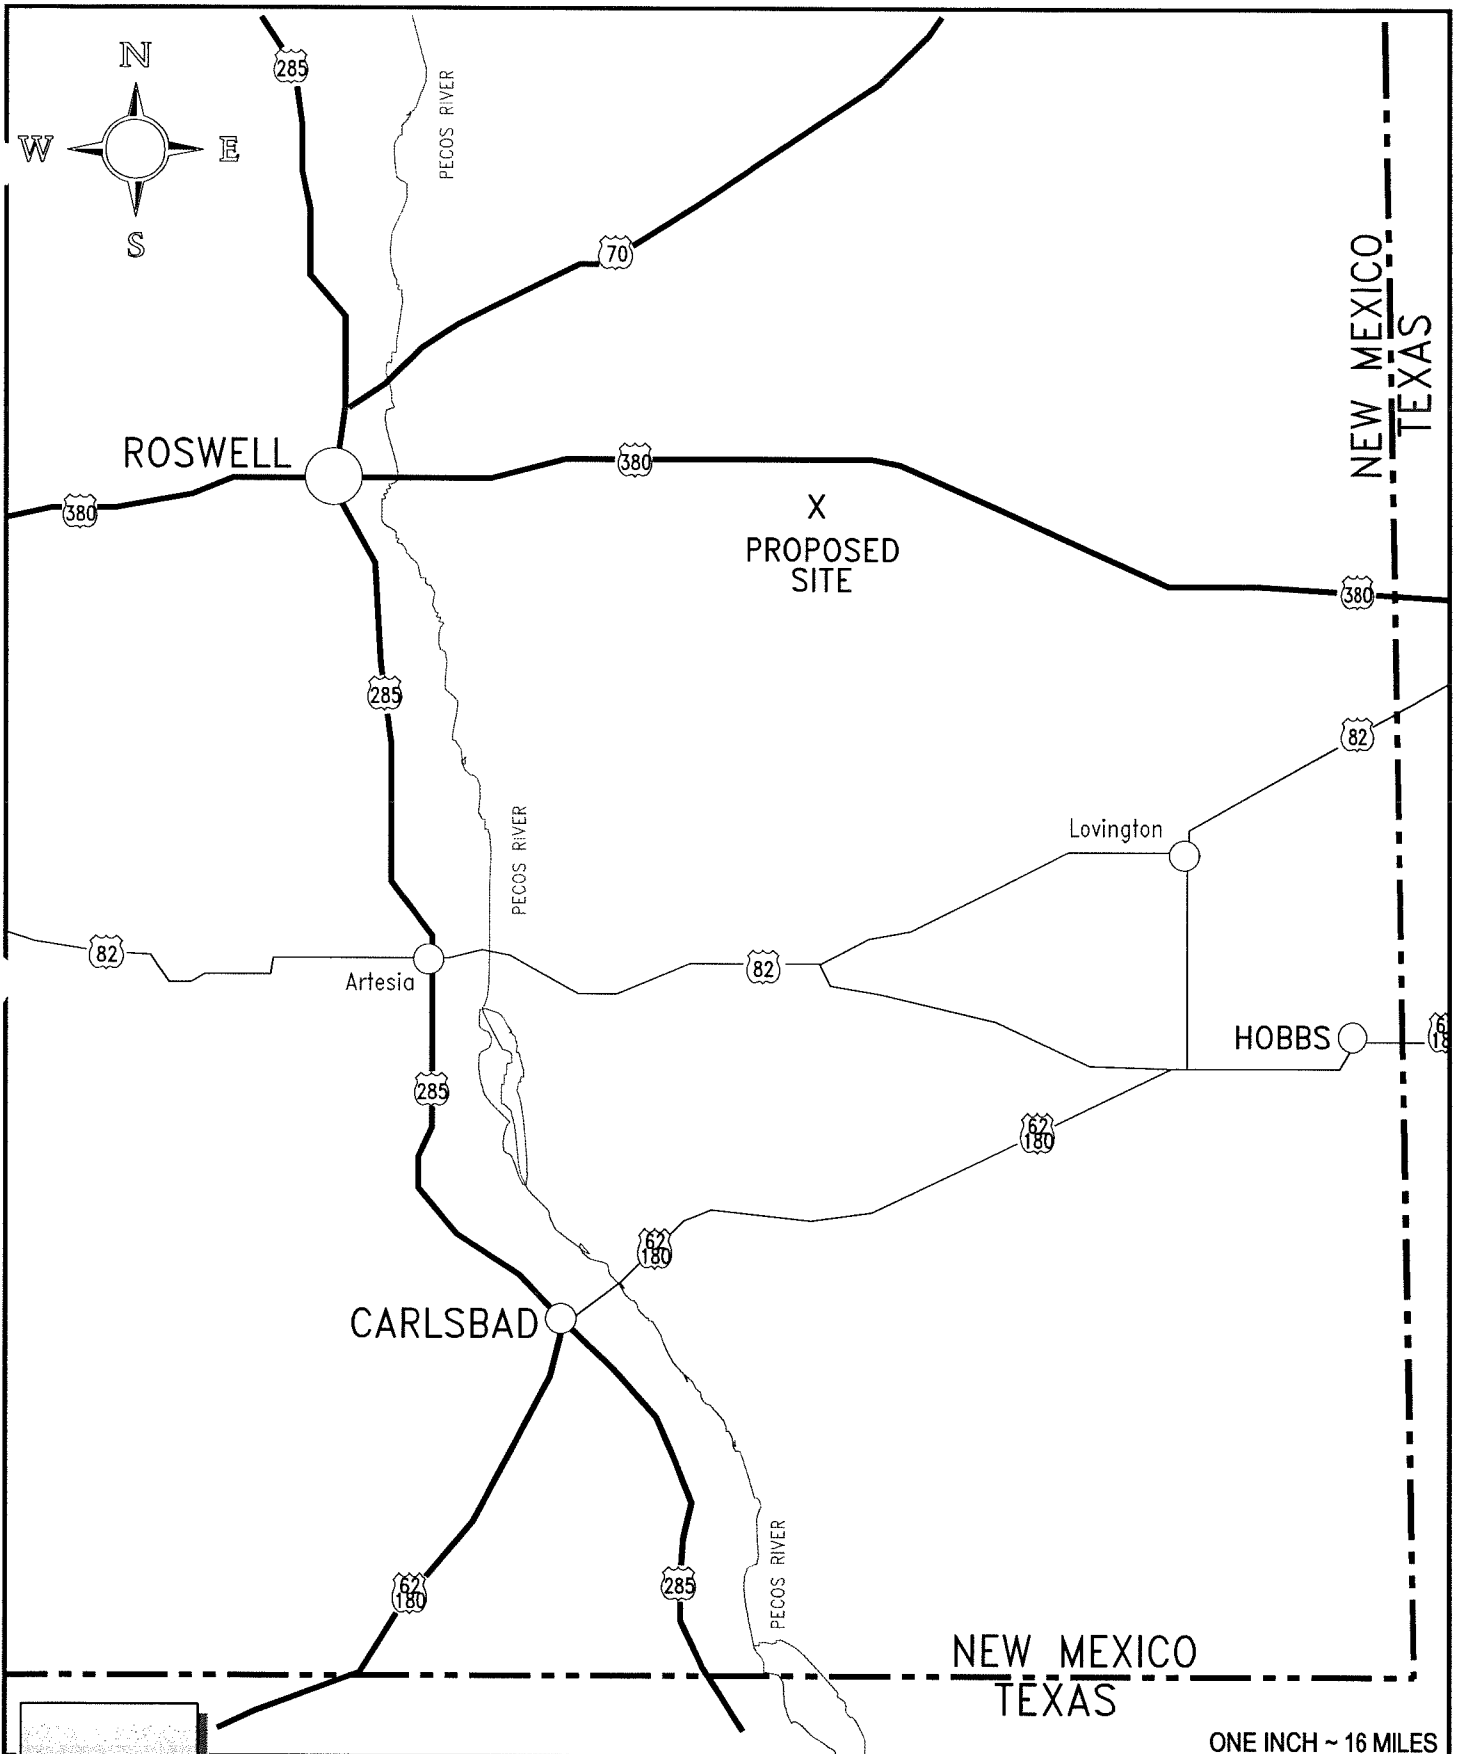 N
285
PECOS RIVER
W
E
S
70
NEW MEXICO
TEXAS
ROSWELL
380
380
X
PROPOSED
SITE
380
285
82
Lovington
PECOS RIVER
82
82
Artesia
HOBBS
285
62
180
62
180
CARLSBAD
PECOS RIVER
62
180
285
NEW MEXICO
TEXAS
ONE INCH ~ 16 MILES